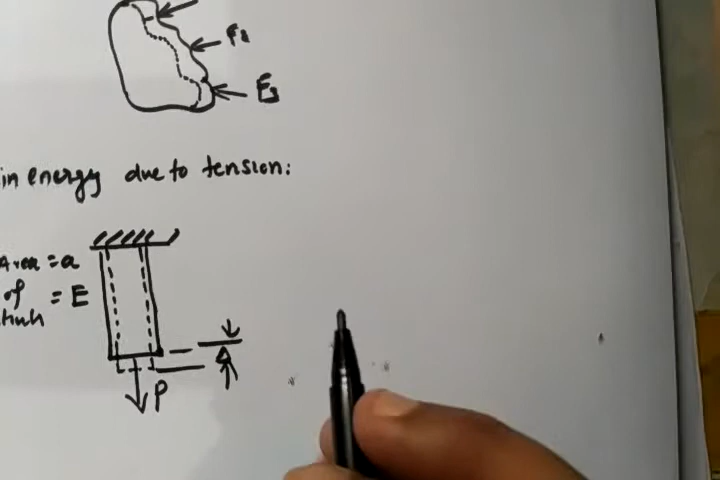 F2
F3
in energy due to tension:
Area = a
of = E
Δ
P